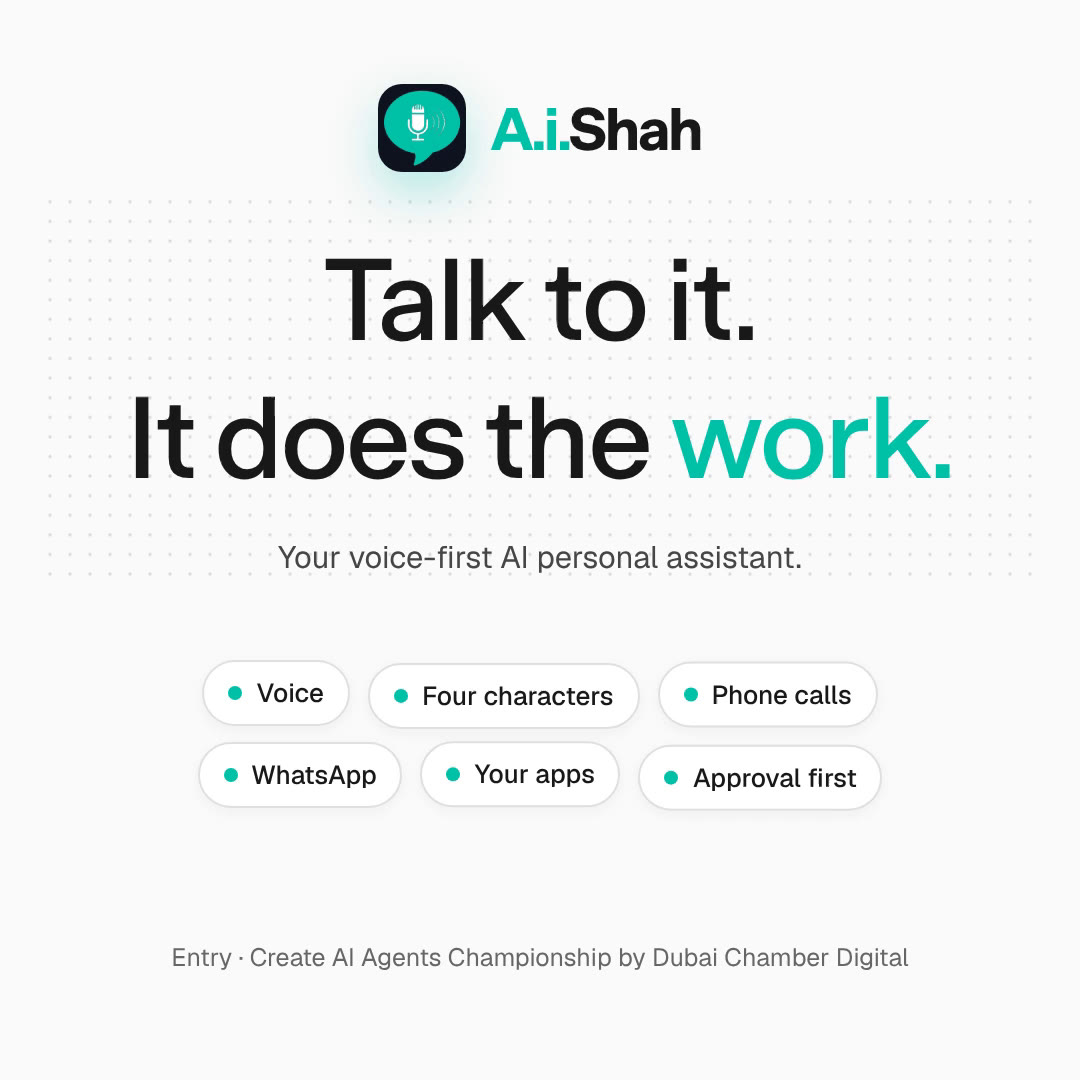 A.i.Shah
Talk to it.
It does the work.
Your voice-first AI personal assistant.
Voice
Four characters
Phone calls
WhatsApp
Your apps
Approval first
Entry · Create AI Agents Championship by Dubai Chamber Digital